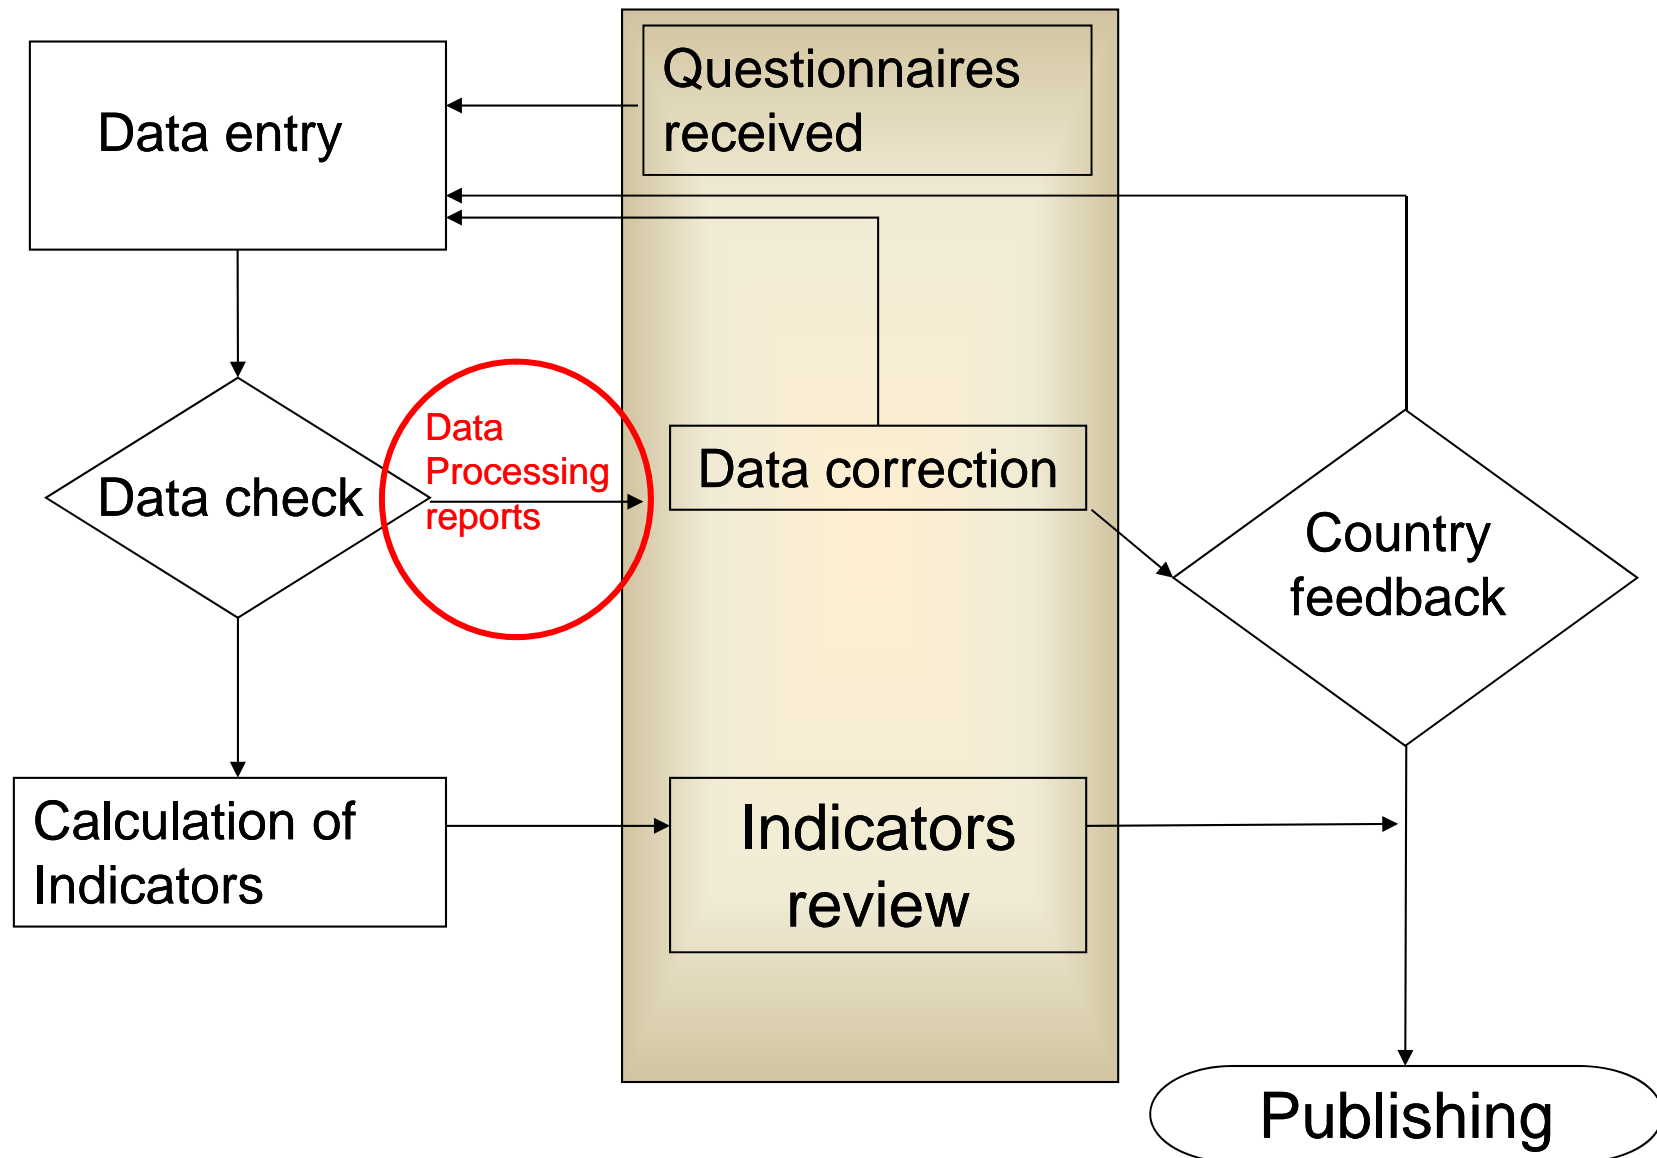 Questionnaires
received
Data entry
Data
Processing
reports
Data check
Data correction
Country
feedback
Calculation of
Indicators
Indicators
review
Publishing